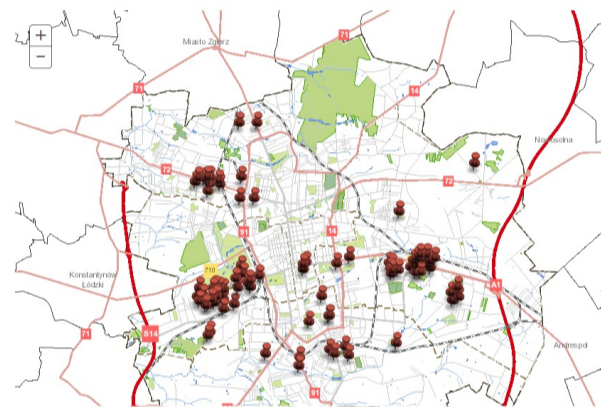 +
71
Miasto Zgierz
−
71
14
Nowosolna
72
72
91
14
710
Konstantynów
Łódzki
A1
S14
71
Andrespol
91